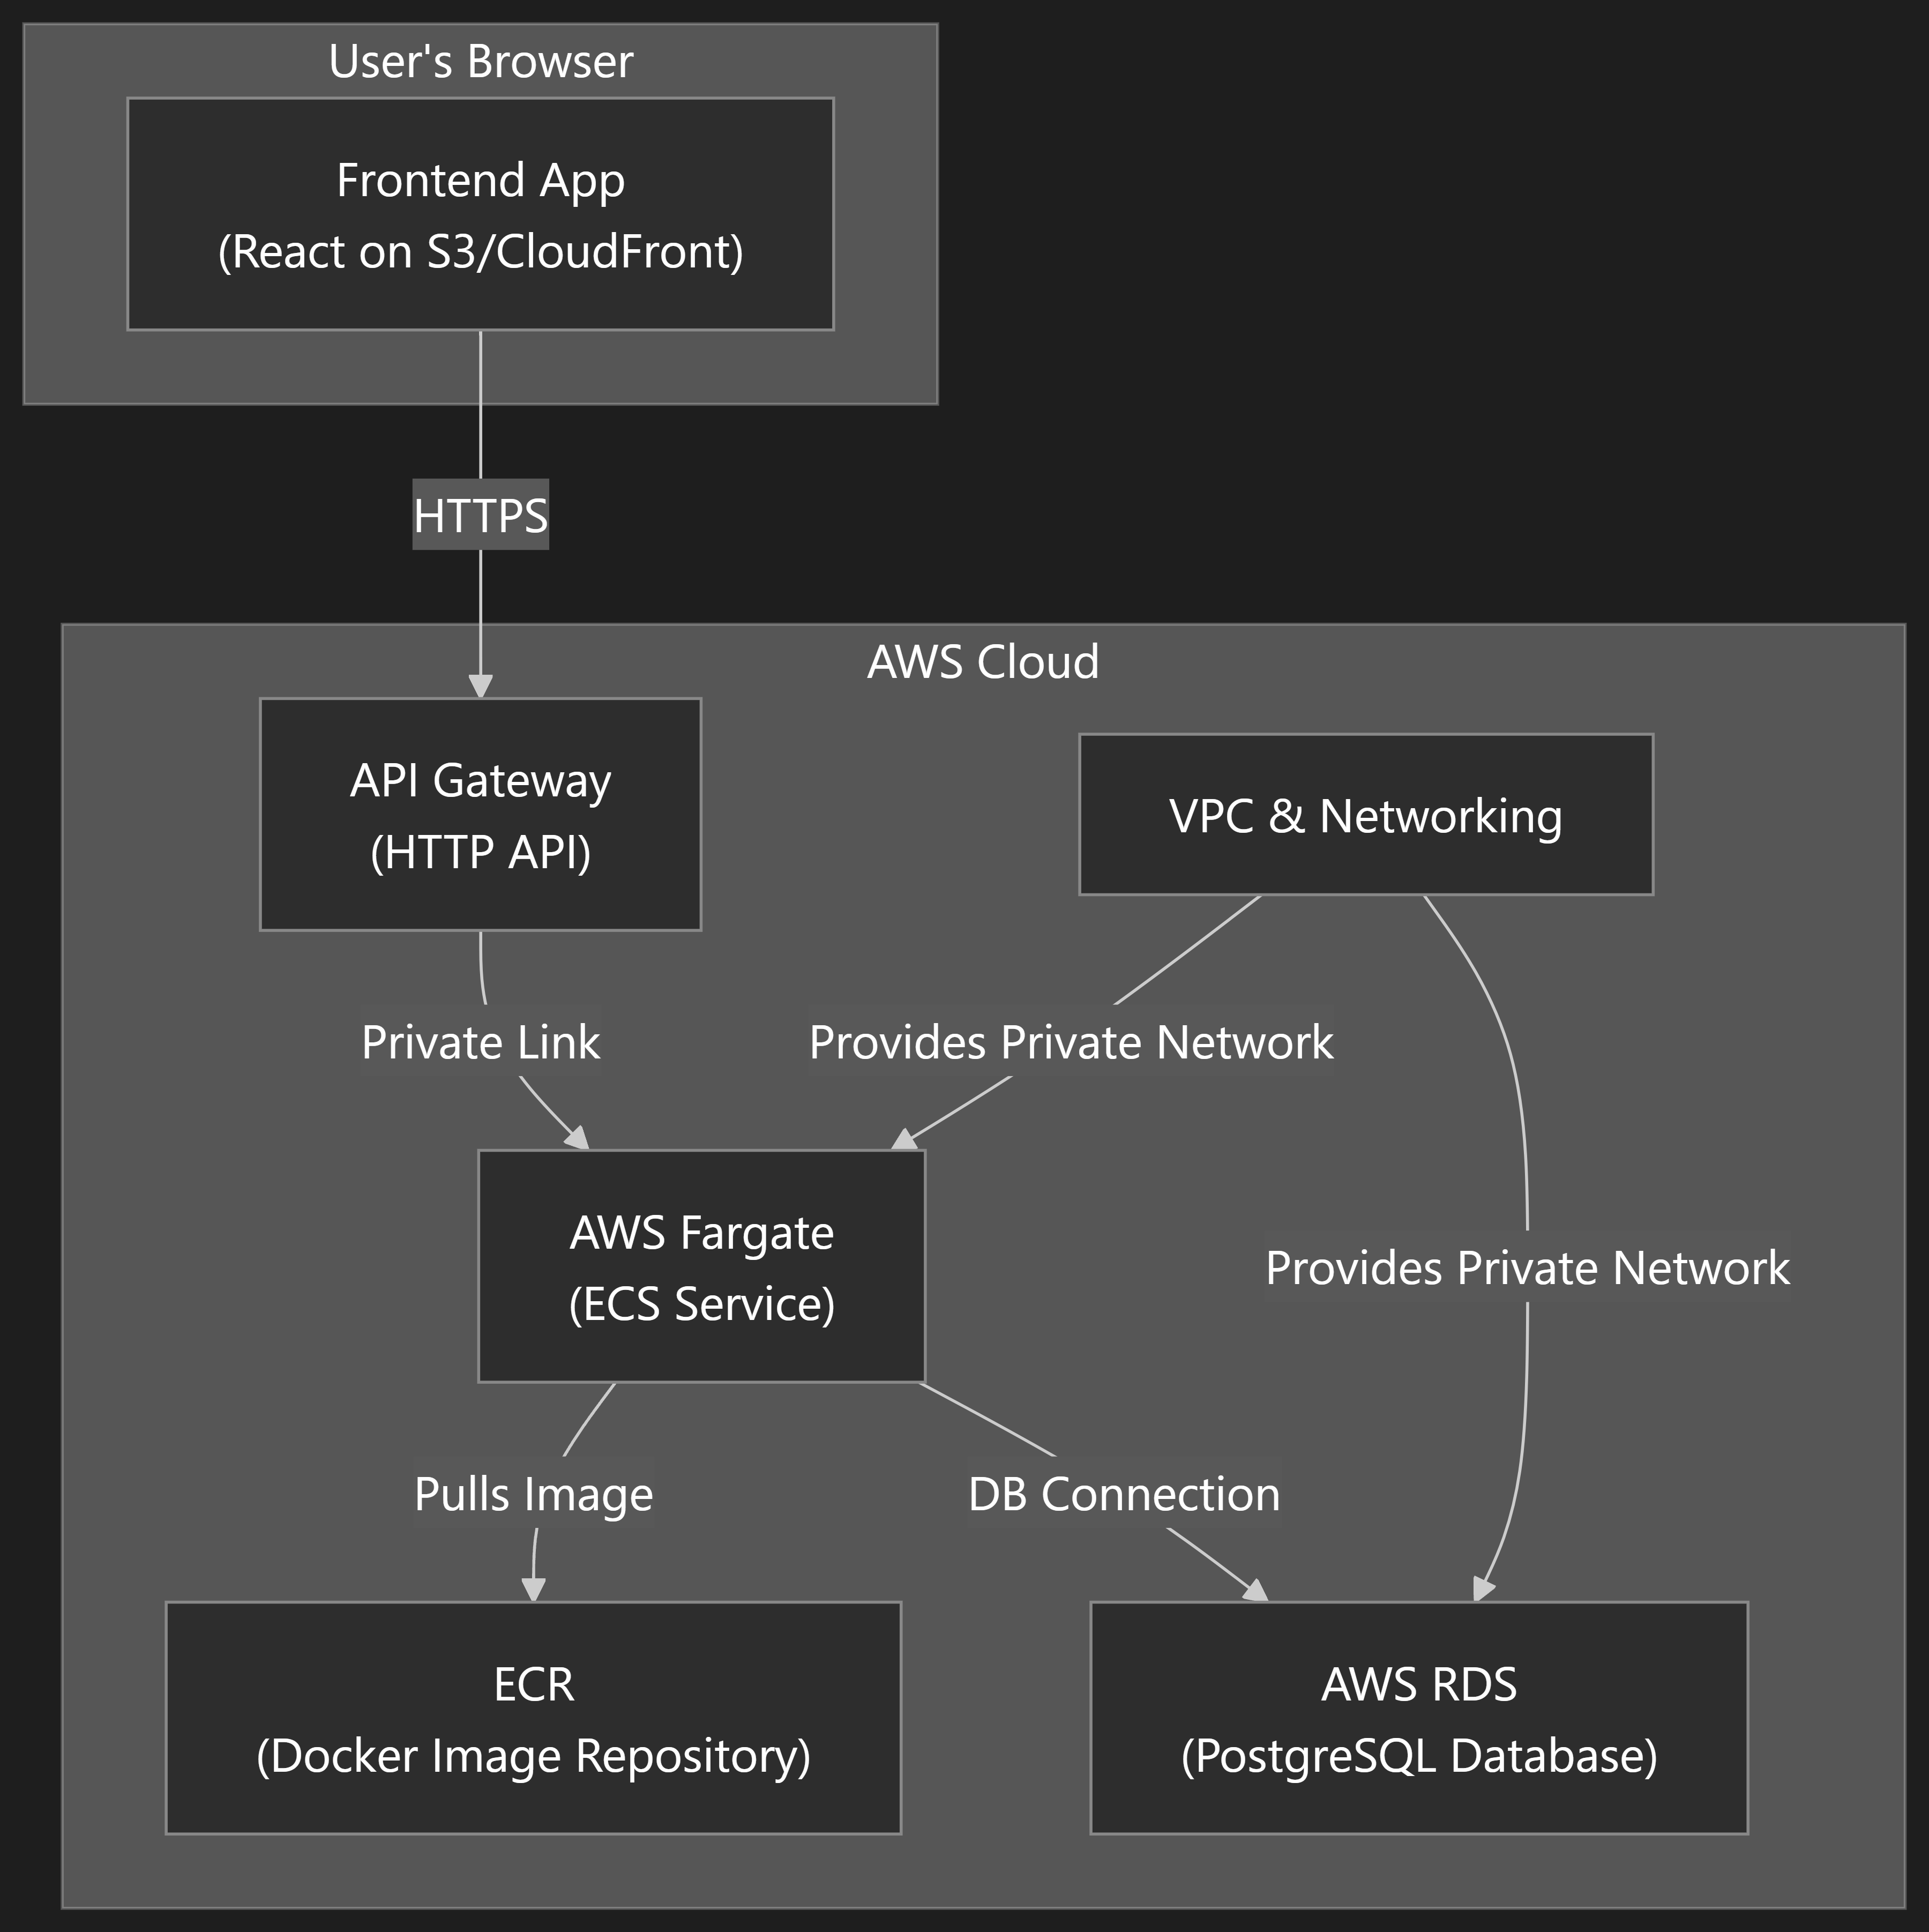 User's Browser
Frontend App
(React on S3/CloudFront)
HTTPS
AWS Cloud
API Gateway
(HTTP API)
VPC & Networking
Private Link
Provides Private Network
AWS Fargate
(ECS Service)
Provides Private Network
Pulls Image
DB Connection
ECR
(Docker Image Repository)
AWS RDS
(PostgreSQL Database)